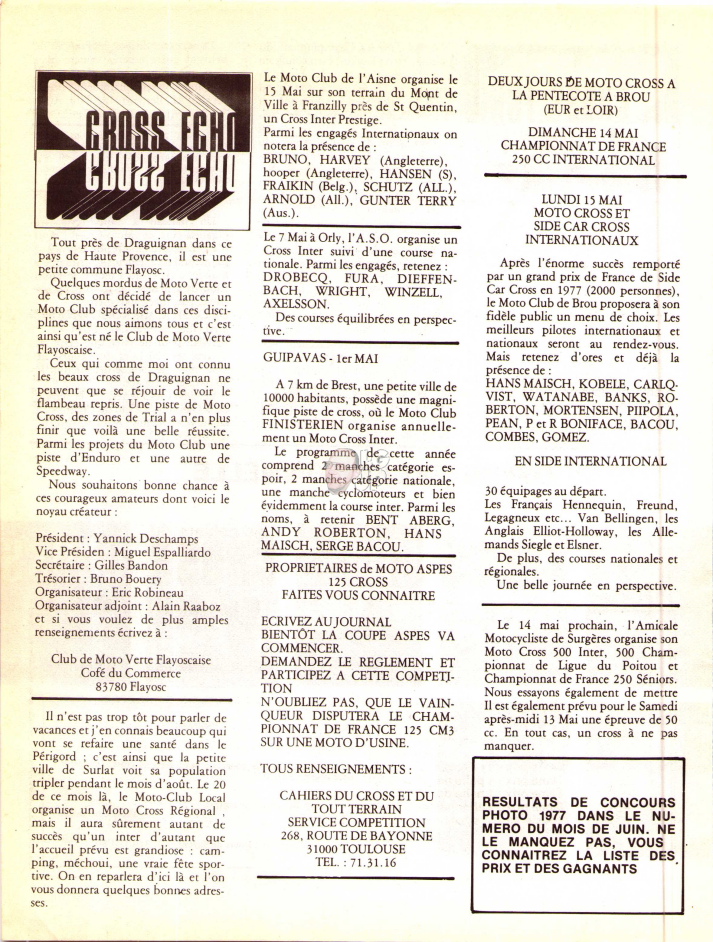 CROSS ECHO
CROSS ECHO
Tout près de Draguignan dans ce
pays de Haute Provence, il est une
petite commune Flayosc.
Quelques mordus de Moto Verte et
de Cross ont décidé de lancer un
Moto Club spécialisé dans ces disci-
plines que nous aimons tous et c'est
ainsi qu'est né le Club de Moto Verte
Flayoscaise.
Ceux qui comme moi ont connu
les beaux cross de Draguignan ne
peuvent que se réjouir de voir le
flambeau repris. Une piste de Moto
Cross, des zones de Trial a n'en plus
finir que voilà une belle réussite.
Parmi les projets du Moto Club une
piste d'Enduro et une autre de
Speedway.
Nous souhaitons bonne chance à
ces courageux amateurs dont voici le
noyau créateur :
Président : Yannick Deschamps
Vice Présiden : Miguel Espalliardo
Secrétaire : Gilles Bandon
Trésorier : Bruno Bouery
Organisateur : Eric Robineau
Organisateur adjoint : Alain Raaboz
et si vous voulez de plus amples
renseignements écrivez à :
Club de Moto Verte Flayoscaise
Cofé du Commerce
83780 Flayosc
Il n'est pas trop tôt pour parler de
vacances et j'en connais beaucoup qui
vont se refaire une santé dans le
Périgord ; c'est ainsi que la petite
ville de Surlat voit sa population
tripler pendant le mois d'août. Le 20
de ce mois là, le Moto-Club Local
organise un Moto Cross Régional ,
mais il aura sûrement autant de
succès qu'un inter d'autant que
l'accueil prévu est grandiose : cam-
ping, méchoui, une vraie fête spor-
tive. On en reparlera d'ici là et l'on
vous donnera quelques bonnes adres-
ses.
Le Moto Club de l'Aisne organise le
15 Mai sur son terrain du Mont de
Ville à Franzilly près de St Quentin,
un Cross Inter Prestige.
Parmi les engagés Internationaux on
notera la présence de :
BRUNO, HARVEY (Angleterre),
hooper (Angleterre), HANSEN (S),
FRAIKIN (Belg.), SCHUTZ (ALL.),
ARNOLD (All.), GUNTER TERRY
(Aus.).
Le 7 Mai à Orly, l'A.S.O. organise un
Cross Inter suivi d'une course na-
tionale. Parmi les engagés, retenez :
DROBECQ, FURA, DIEFFEN-
BACH, WRIGHT, WINZELL,
AXELSSON.
Des courses équilibrées en perspec-
tive.
GUIPAVAS - 1er MAI
A 7 km de Brest, une petite ville de
10000 habitants, possède une magni-
fique piste de cross, où le Moto Club
FINISTERIEN organise annuelle-
ment un Moto Cross Inter.
Le programme de cette année
comprend 2 manches catégorie es-
poir, 2 manches catégorie nationale,
une manche cyclomoteurs et bien
évidemment la course inter. Parmi les
noms, à retenir BENT ABERG,
ANDY ROBERTON, HANS
MAISCH, SERGE BACOU.
PROPRIETAIRES de MOTO ASPES
125 CROSS
FAITES VOUS CONNAITRE
ECRIVEZ AU JOURNAL
BIENTÔT LA COUPE ASPES VA
COMMENCER.
DEMANDEZ LE REGLEMENT ET
PARTICIPEZ A CETTE COMPETI-
TION
N'OUBLIEZ PAS, QUE LE VAIN-
QUEUR DISPUTERA LE CHAM-
PIONNAT DE FRANCE 125 CM3
SUR UNE MOTO D'USINE.
TOUS RENSEIGNEMENTS :
CAHIERS DU CROSS ET DU
TOUT TERRAIN
SERVICE COMPETITION
268, ROUTE DE BAYONNE
31000 TOULOUSE
TEL. : 71.31.16
DEUX JOURS DE MOTO CROSS A
LA PENTECOTE A BROU
(EUR et LOIR)
DIMANCHE 14 MAI
CHAMPIONNAT DE FRANCE
250 CC INTERNATIONAL
LUNDI 15 MAI
MOTO CROSS ET
SIDE CAR CROSS
INTERNATIONAUX
Après l'énorme succès remporté
par un grand prix de France de Side
Car Cross en 1977 (2000 personnes),
le Moto Club de Brou proposera à son
fidèle public un menu de choix. Les
meilleurs pilotes internationaux et
nationaux seront au rendez-vous.
Mais retenez d'ores et déjà la
présence de :
HANS MAISCH, KOBELE, CARLQ-
VIST, WATANABE, BANKS, RO-
BERTON, MORTENSEN, PIIPOLA,
PEAN, P et R BONIFACE, BACOU,
COMBES, GOMEZ.
EN SIDE INTERNATIONAL
30 équipages au départ.
Les Français Hennequin, Freund,
Legagneux etc... Van Bellingen, les
Anglais Elliot-Holloway, les Alle-
mands Siegle et Elsner.
De plus, des courses nationales et
régionales.
Une belle journée en perspective.
Le 14 mai prochain, l'Amicale
Motocycliste de Surgères organise son
Moto Cross 500 Inter, 500 Cham-
pionnat de Ligue du Poitou et
Championnat de France 250 Séniors.
Nous essayons également de mettre
Il est également prévu pour le Samedi
après-midi 13 Mai une épreuve de 50
cc. En tout cas, un cross à ne pas
manquer.
RESULTATS DE CONCOURS
PHOTO 1977 DANS LE NU-
MERO DU MOIS DE JUIN. NE
LE MANQUEZ PAS, VOUS
CONNAITREZ LA LISTE DES
PRIX ET DES GAGNANTS